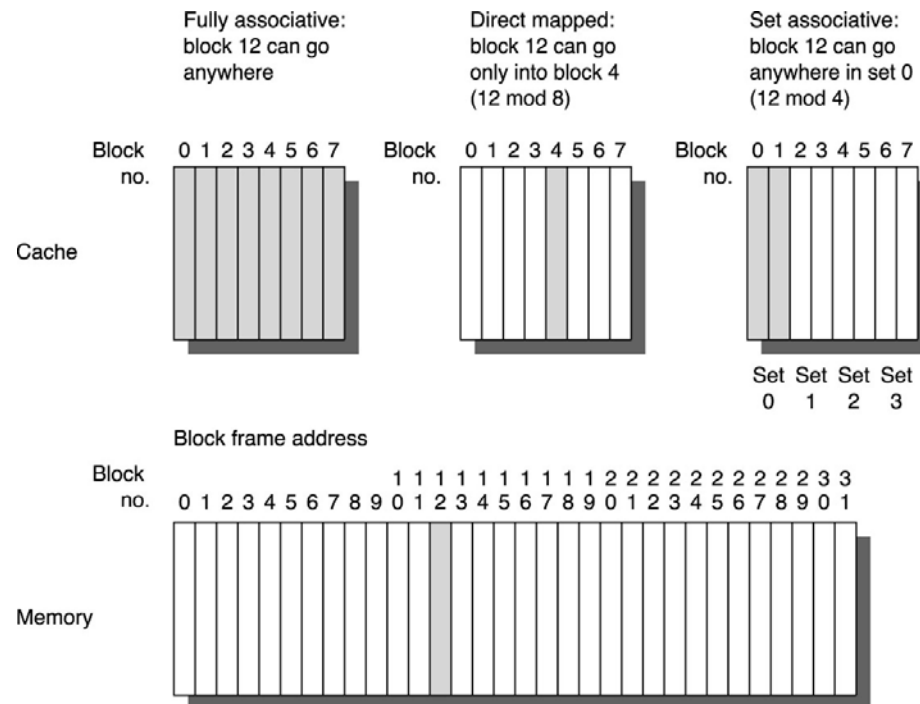 Fully associative:
block 12 can go
anywhere
Direct mapped:
block 12 can go
only into block 4
(12 mod 8)
Set associative:
block 12 can go
anywhere in set 0
(12 mod 4)
Block
no.
0 1 2 3 4 5 6 7
Block
no.
0 1 2 3 4 5 6 7
Block
no.
0 1 2 3 4 5 6 7
Cache
Set Set Set Set
0 1 2 3
Block frame address
Block
no.
1 1 1 1 1 1 1 1 1 1 2 2 2 2 2 2 2 2 2 2 3 3
0 1 2 3 4 5 6 7 8 9 0 1 2 3 4 5 6 7 8 9 0 1 2 3 4 5 6 7 8 9 0 1
Memory